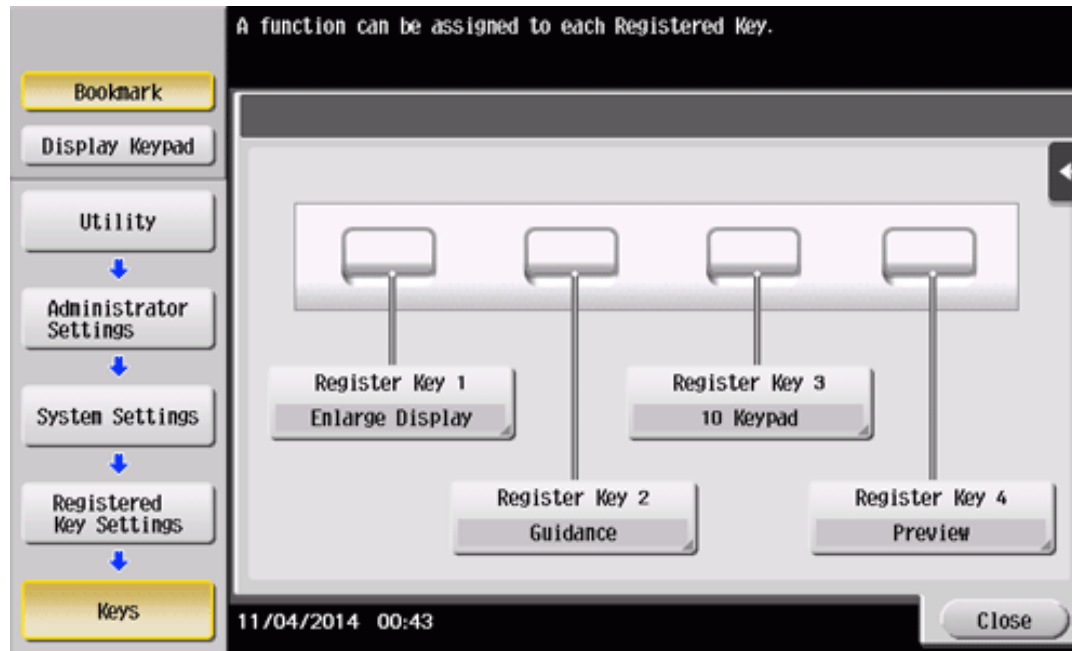 A function can be assigned to each Registered Key.
Bookmark
Display Keypad
Utility
Administrator
Settings
System Settings
Registered
Key Settings
Keys
Register Key 1
Enlarge Display
Register Key 3
10 Keypad
Register Key 2
Guidance
Register Key 4
Preview
11/04/2014 00:43
Close